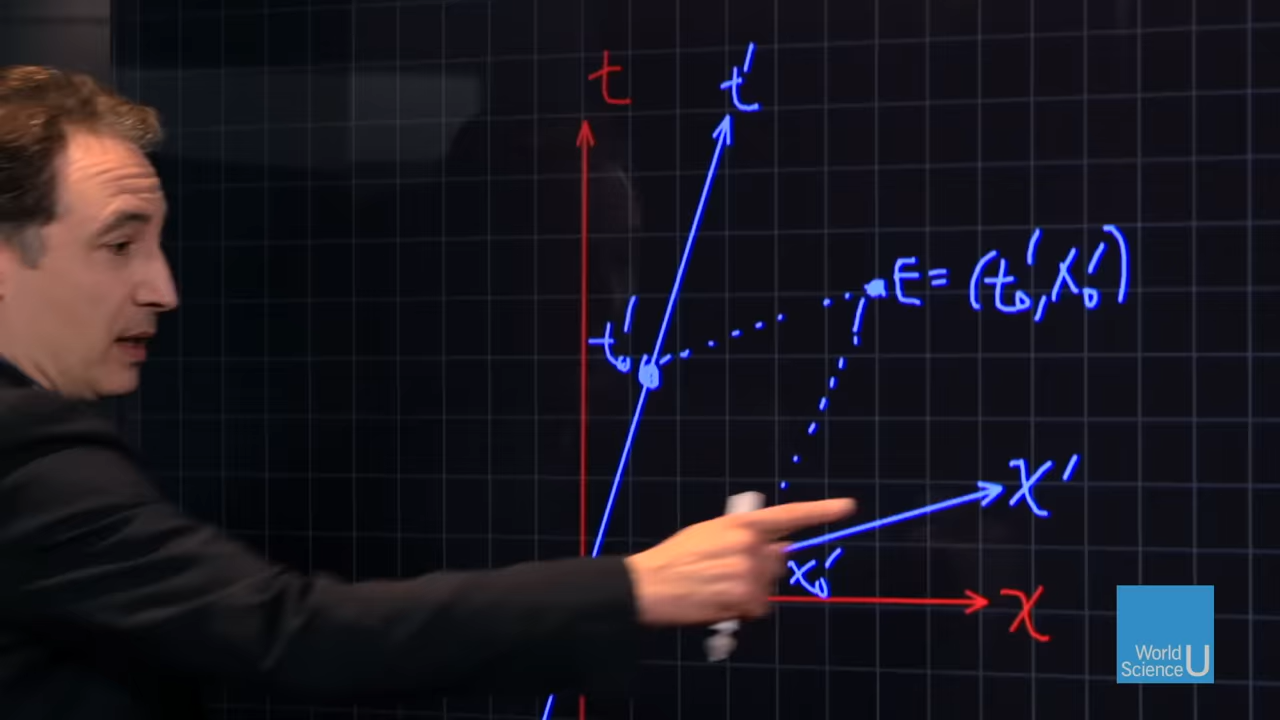 t
t′
E = (t₀′, x₀′)
t₀′
x′
x₀′
x
World
Science U